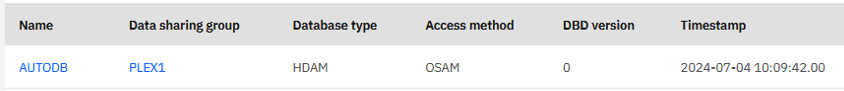 Name Data sharing group Database type Access method DBD version Timestamp
AUTODB PLEX1 HDAM OSAM 0 2024-07-04 10:09:42.00